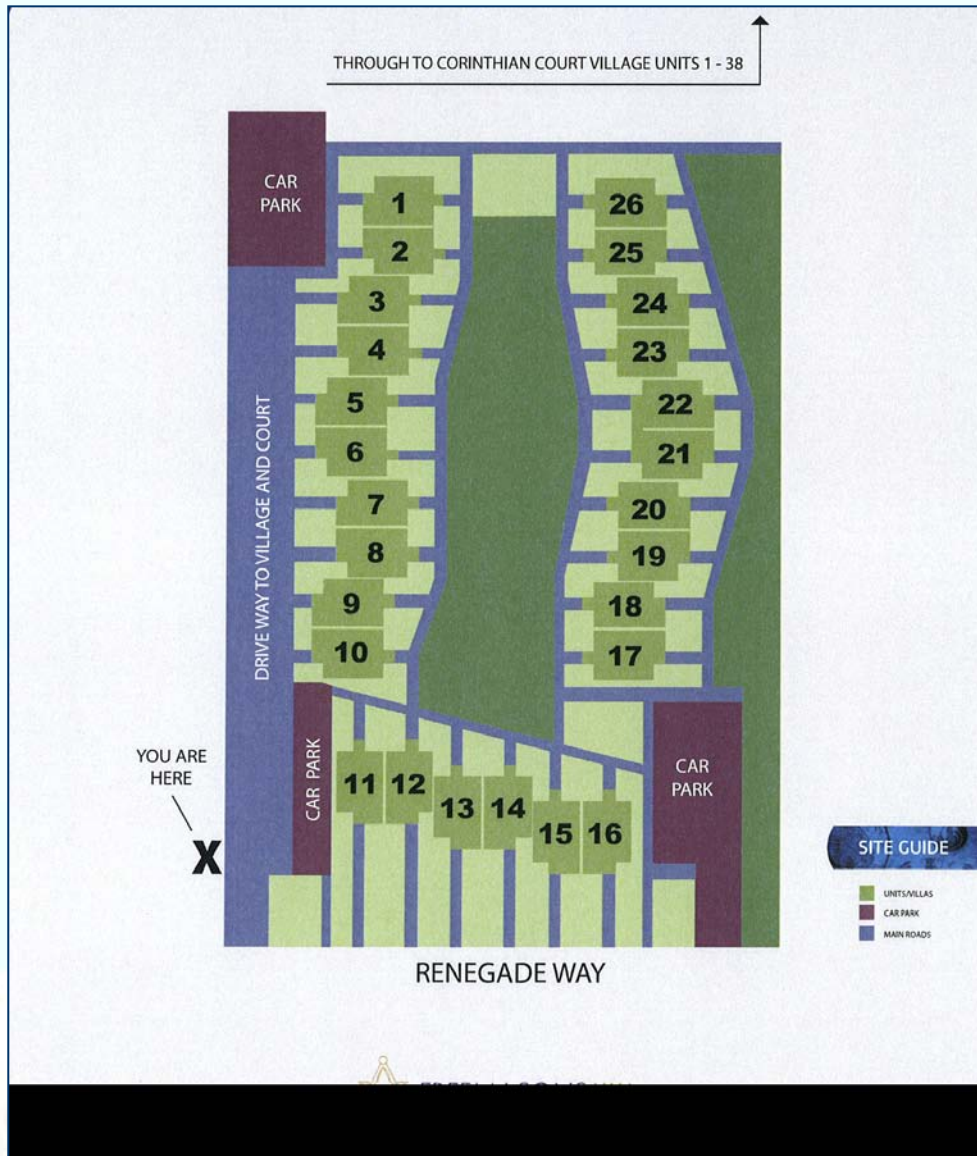 THROUGH TO CORINTHIAN COURT VILLAGE UNITS 1 - 38
CAR
PARK
1
26
2
25
3
24
4
23
5
22
6
21
7
20
8
19
9
18
10
17
DRIVE WAY TO VILLAGE AND COURT
YOU ARE
HERE
X
CAR PARK
11
12
13
14
15
16
CAR
PARK
SITE GUIDE
UNITS/VILLAS
CAR PARK
MAIN ROADS
RENEGADE WAY